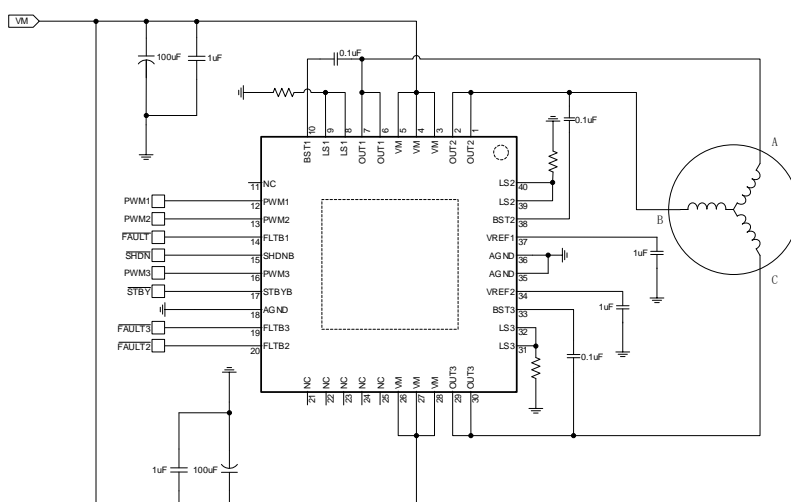 VM
100uF
1uF
0.1uF
0.1uF
A
B
C
10
9
8
7
6
5
4
3
2
1
BST1
LS1
LS1
OUT1
OUT1
VM
VM
VM
OUT2
OUT2
NC
11
PWM1
PWM1
12
PWM2
PWM2
13
FAULT
FLTB1
14
SHDN
SHDNB
15
PWM3
PWM3
16
STBY
STBYB
17
AGND
18
FAULT3
FLTB3
19
FAULT2
FLTB2
20
LS2
40
LS2
39
BST2
38
VREF1
37
1uF
AGND
36
AGND
35
VREF2
34
1uF
BST3
33
LS3
32
LS3
31
0.1uF
NC
NC
NC
NC
NC
VM
VM
VM
OUT3
OUT3
21
22
23
24
25
26
27
28
29
30
1uF
100uF